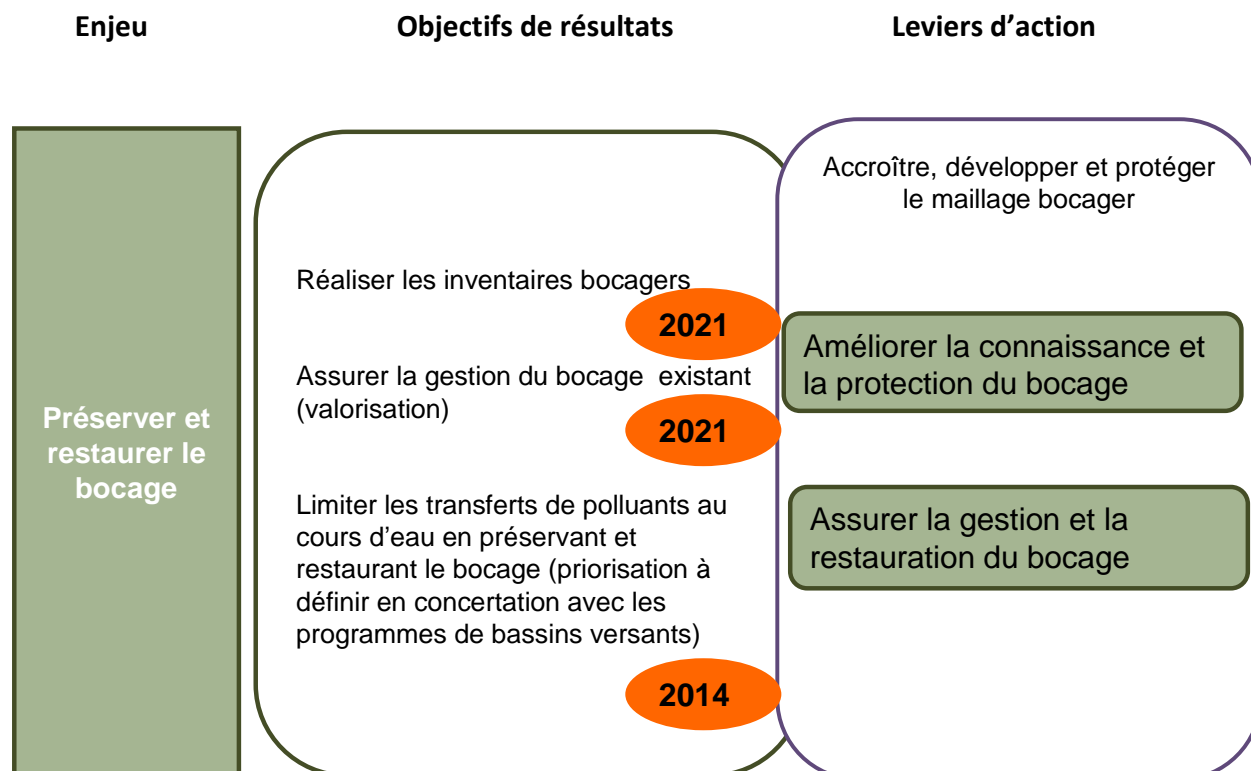 Enjeu
Objectifs de résultats
Leviers d'action
Préserver et
restaurer le
bocage
Réaliser les inventaires bocagers
2021
Assurer la gestion du bocage existant
(valorisation)
2021
Limiter les transferts de polluants au
cours d'eau en préservant et
restaurant le bocage (priorisation à
définir en concertation avec les
programmes de bassins versants)
2014
Accroître, développer et protéger
le maillage bocager
Améliorer la connaissance et
la protection du bocage
Assurer la gestion et la
restauration du bocage